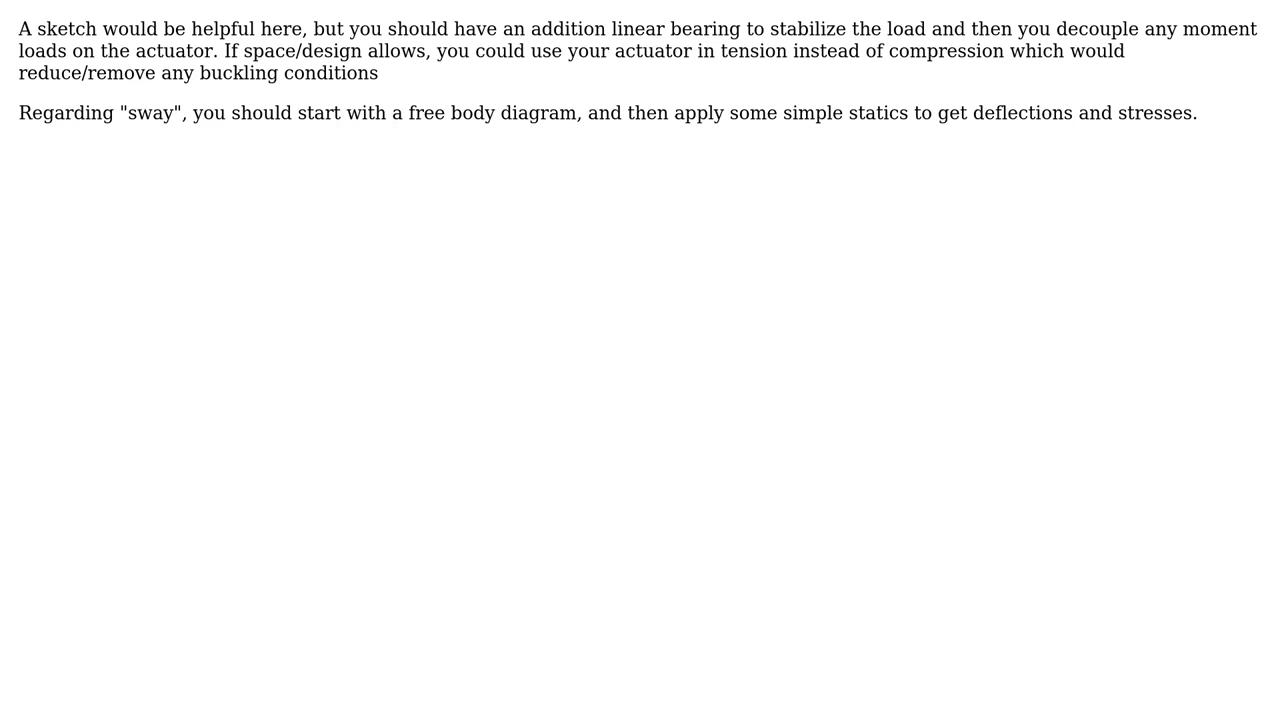 A sketch would be helpful here, but you should have an addition linear bearing to stabilize the load and then you decouple any moment
loads on the actuator. If space/design allows, you could use your actuator in tension instead of compression which would
reduce/remove any buckling conditions
Regarding "sway", you should start with a free body diagram, and then apply some simple statics to get deflections and stresses.